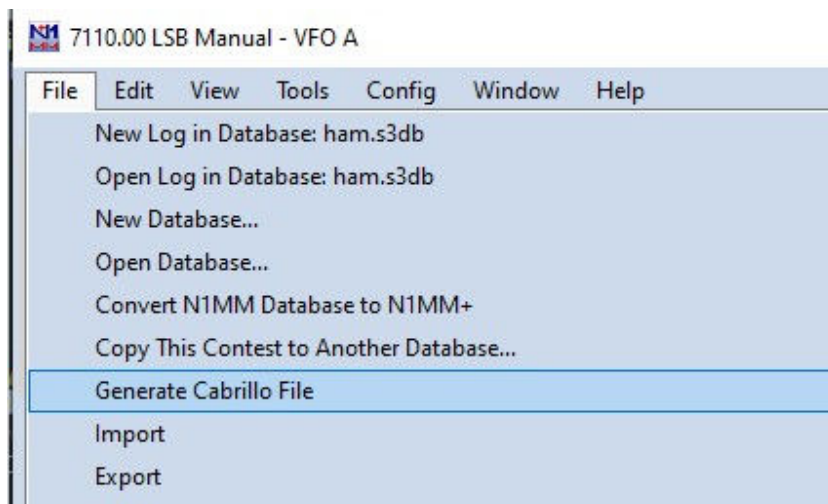 N1 MM 7110.00 LSB Manual - VFO A
File Edit View Tools Config Window Help
New Log in Database: ham.s3db
Open Log in Database: ham.s3db
New Database...
Open Database...
Convert N1MM Database to N1MM+
Copy This Contest to Another Database...
Generate Cabrillo File
Import
Export